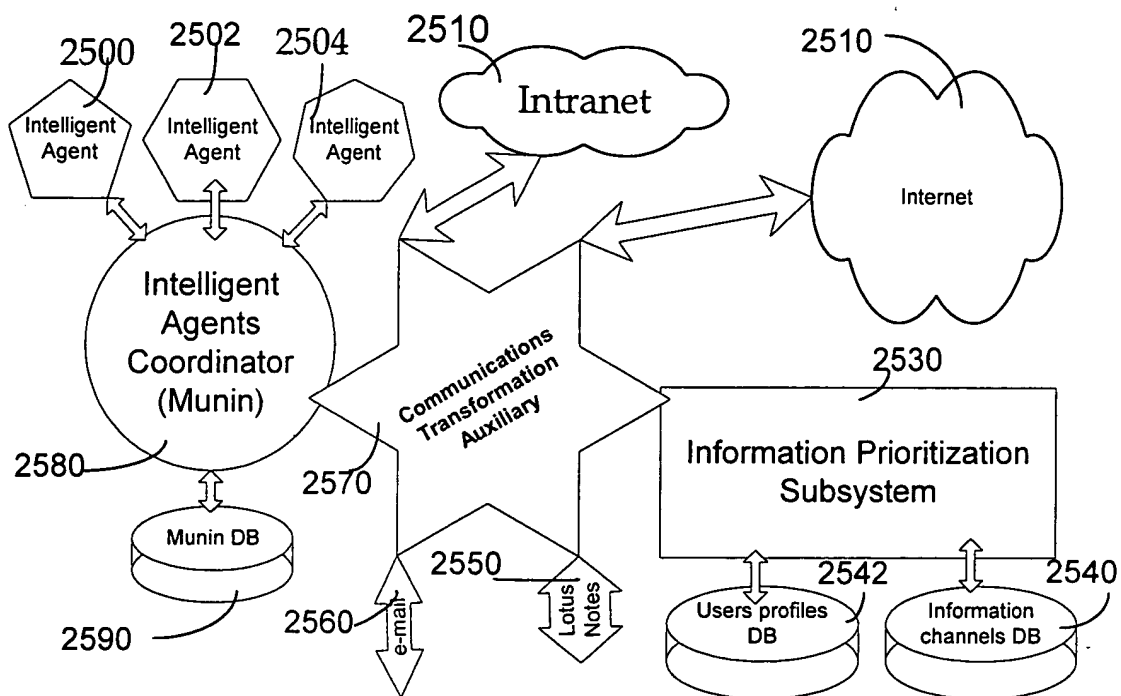 2500
2502
2504
2510
2510
Intelligent
Agent
Intelligent
Agent
Intelligent
Agent
Intranet
Internet
Intelligent
Agents
Coordinator
(Munin)
Communications
Transformation
Auxiliary
2530
Information Prioritization
Subsystem
2580
2570
Munin DB
2590
2560
e-mail
2550
Lotus
Notes
2542
2540
Users profiles
DB
Information
channels DB